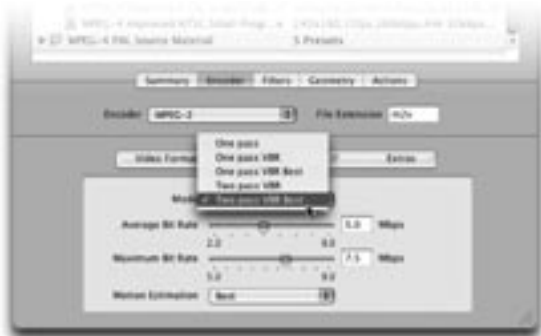 MPEG-4 PAL Source Material 5 Presets
Summary Encoder Filters Geometry Actions
Encoder: MPEG-2 File Extension: m2v
Video Format Extras
Mode
One pass
One pass VBR
One pass VBR Best
Two pass VBR
Two pass VBR Best
Average Bit Rate 5.0 Mbps
2.0 9.0
Maximum Bit Rate 7.5 Mbps
5.0 9.0
Motion Estimation Best